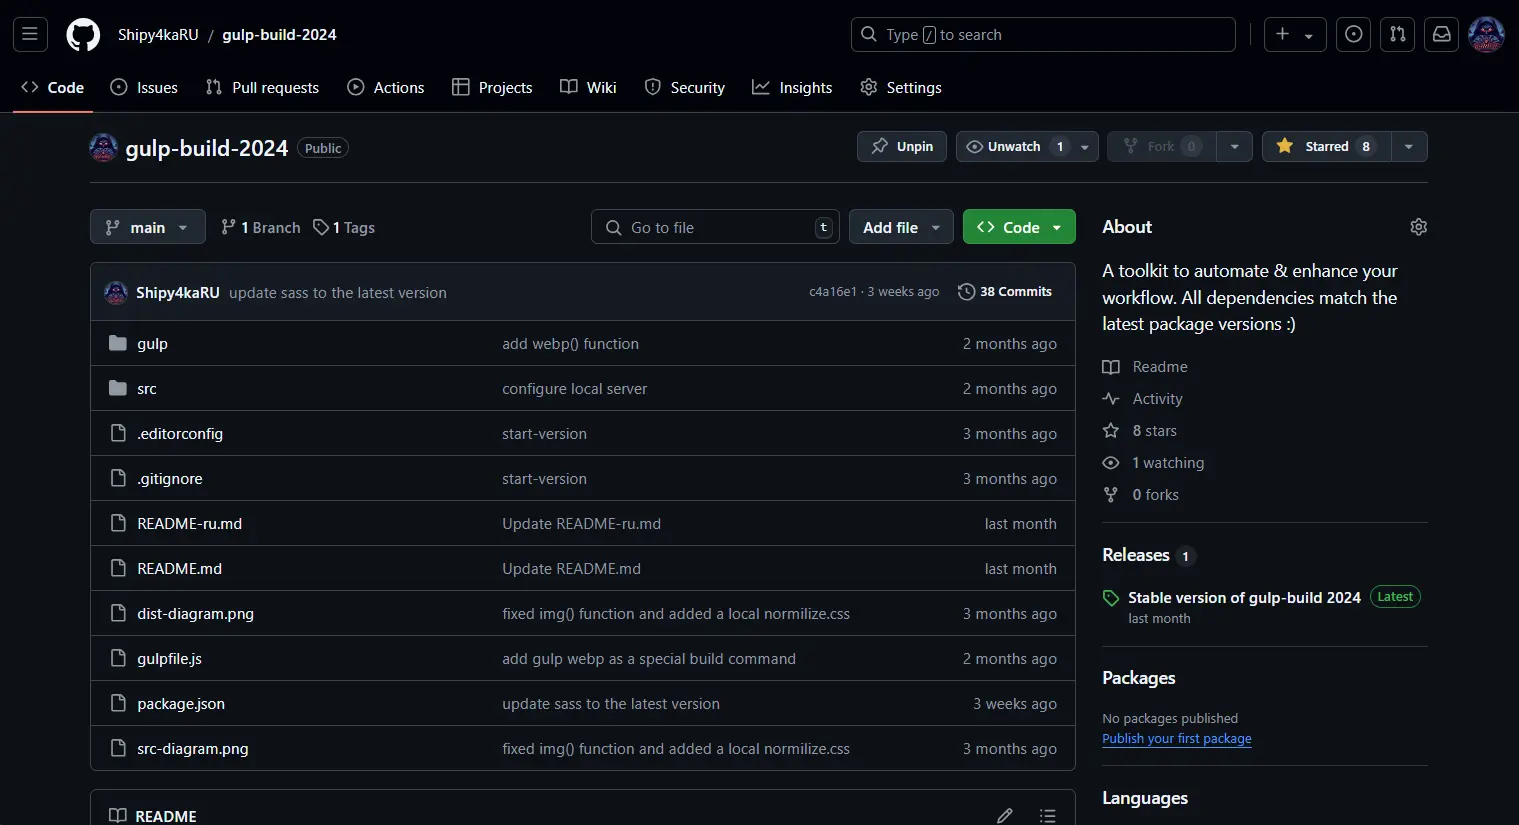 Shipy4kaRU / gulp-build-2024
Type / to search
Code Issues Pull requests Actions Projects Wiki Security Insights Settings
gulp-build-2024 Public
Unpin Unwatch 1 Fork 0 Starred 8
main 1 Branch 1 Tags
Go to file t Add file Code
Shipy4kaRU update sass to the latest version c4a16e1 · 3 weeks ago 38 Commits
gulp add webp() function 2 months ago
src configure local server 2 months ago
.editorconfig start-version 3 months ago
.gitignore start-version 3 months ago
README-ru.md Update README-ru.md last month
README.md Update README.md last month
dist-diagram.png fixed img() function and added a local normilize.css 3 months ago
gulpfile.js add gulp webp as a special build command 2 months ago
package.json update sass to the latest version 3 weeks ago
src-diagram.png fixed img() function and added a local normilize.css 3 months ago
README
About
A toolkit to automate & enhance your
workflow. All dependencies match the
latest package versions :)
Readme
Activity
8 stars
1 watching
0 forks
Releases 1
Stable version of gulp-build 2024 Latest
last month
Packages
No packages published
Publish your first package
Languages